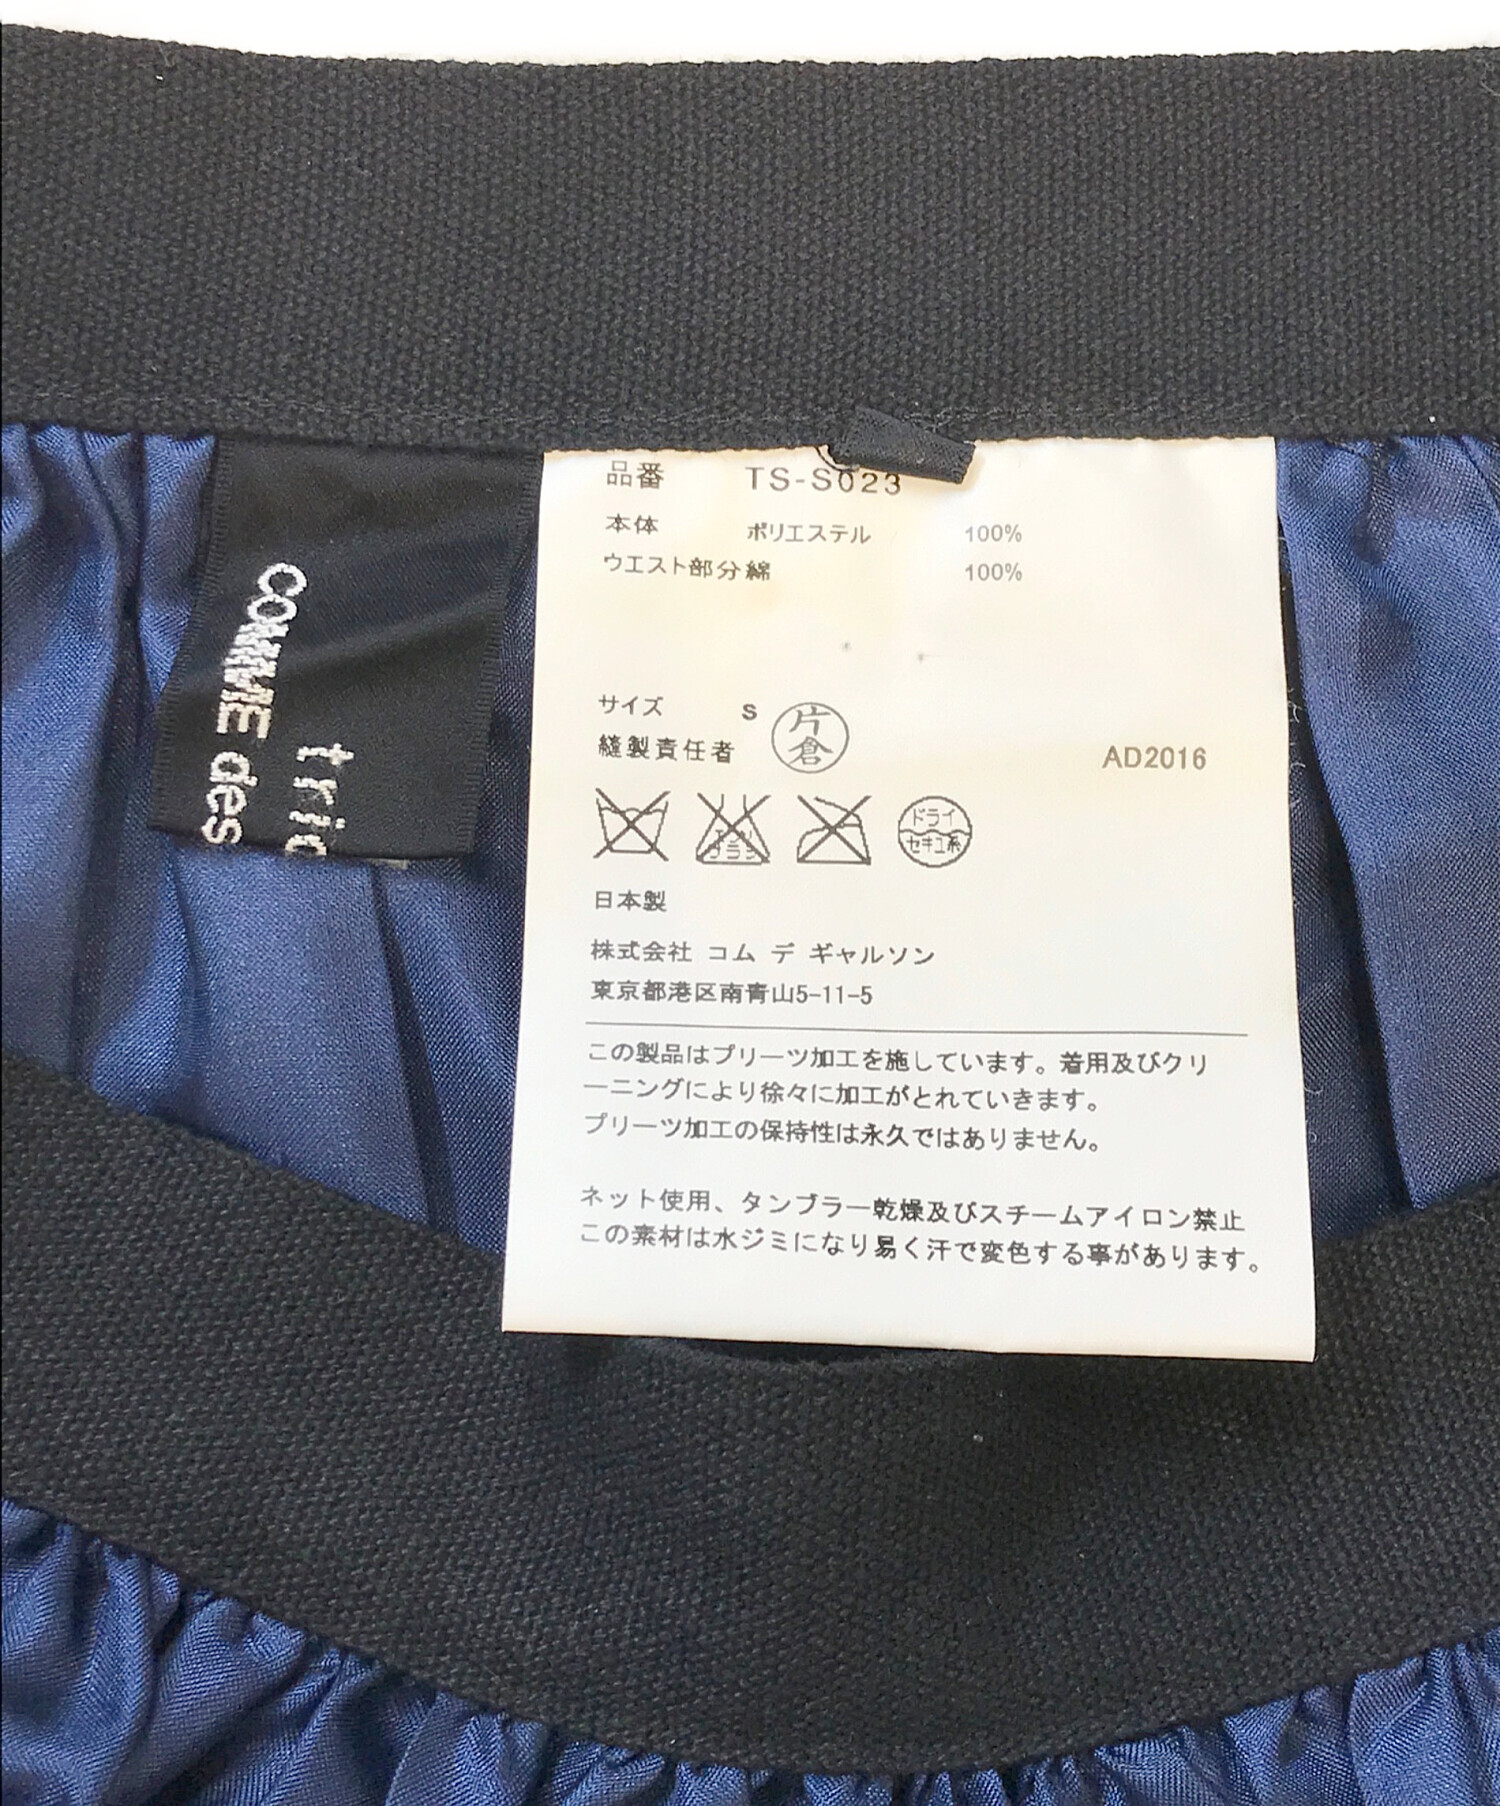 COMME des
品番 TS-S023
本体 ポリエステル 100%
ウエスト部分綿 100%
サイズ S
縫製責任者 片倉 AD2016
エンソ
サラシ
ドライ
セキユ系
日本製
株式会社 コム デ ギャルソン
東京都港区南青山5-11-5
この製品はプリーツ加工を施しています。着用及びクリ
ーニングにより徐々に加工がとれていきます。
プリーツ加工の保持性は永久ではありません。
ネット使用、タンブラー乾燥及びスチームアイロン禁止
この素材は水ジミになり易く汗で変色する事があります。